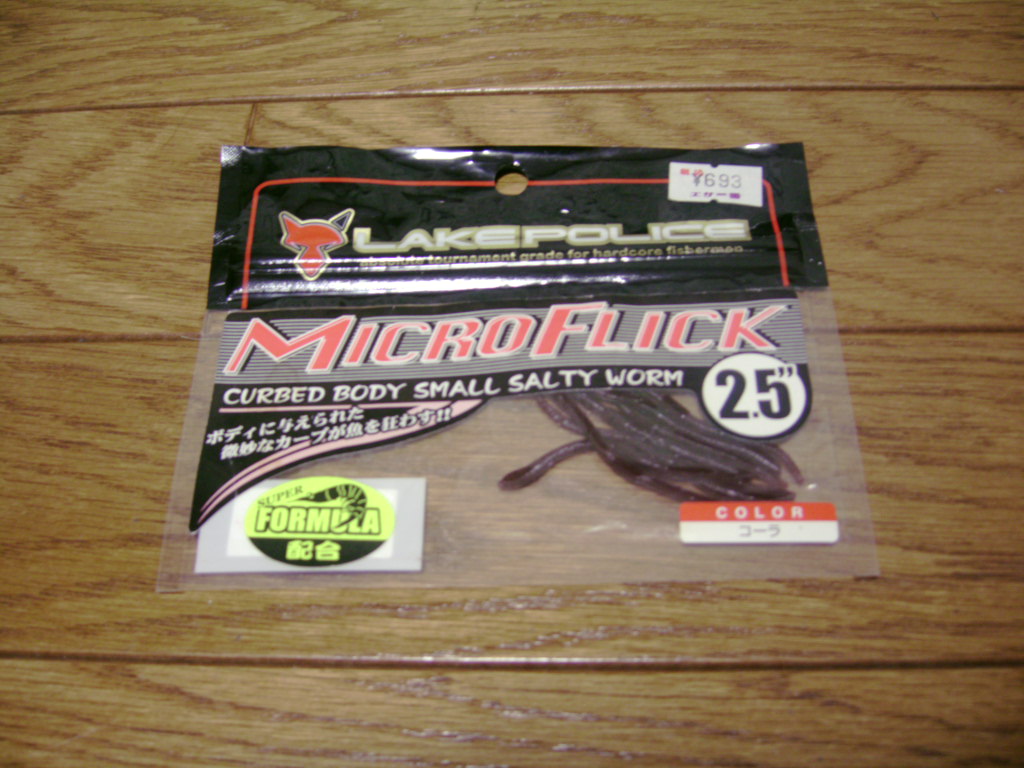 ¥693
LAKE POLICE
absolute tournament grade for hardcore fishermen
MICROFLICK
CURBED BODY SMALL SALTY WORM
2.5"
ボディに与えられた
微妙なカーブが魚を狂わす!!
SUPER
FORMULA
配合
COLOR
コーラ